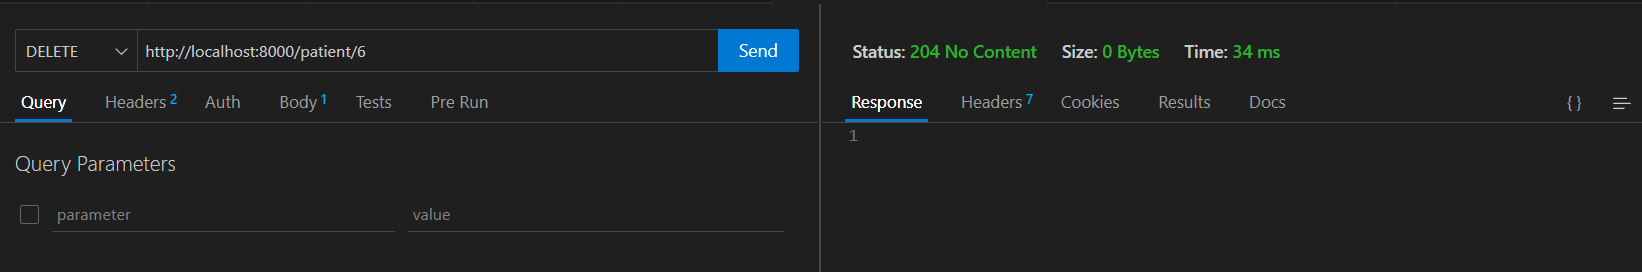 DELETE http://localhost:8000/patient/6 Send
Query Headers 2 Auth Body 1 Tests Pre Run
Query Parameters
parameter value
Status: 204 No Content Size: 0 Bytes Time: 34 ms
Response Headers 7 Cookies Results Docs { }
1